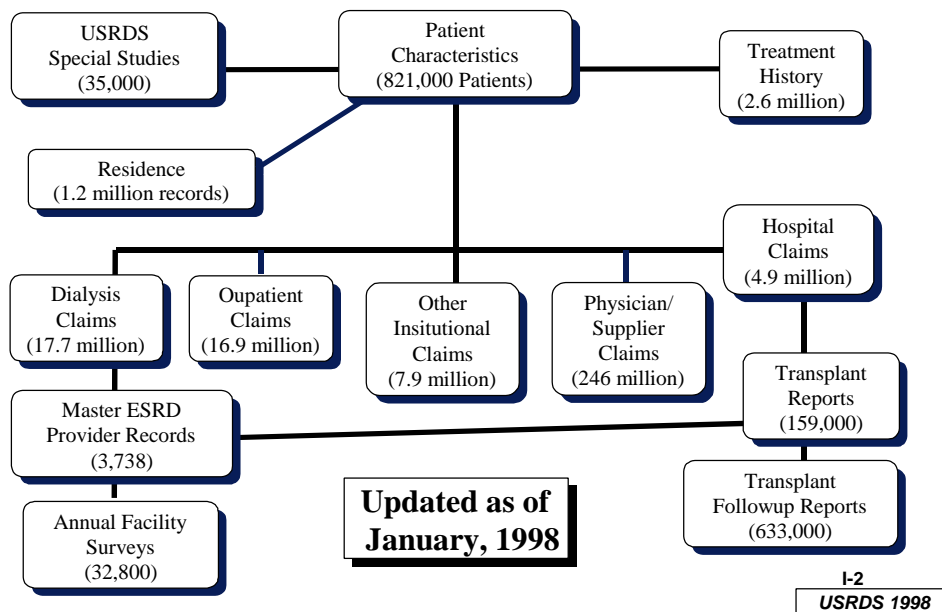 USRDS
Special Studies
(35,000)
Patient
Characteristics
(821,000 Patients)
Treatment
History
(2.6 million)
Residence
(1.2 million records)
Hospital
Claims
(4.9 million)
Dialysis
Claims
(17.7 million)
Oupatient
Claims
(16.9 million)
Other
Insitutional
Claims
(7.9 million)
Physician/
Supplier
Claims
(246 million)
Transplant
Reports
(159,000)
Master ESRD
Provider Records
(3,738)
Transplant
Followup Reports
(633,000)
Annual Facility
Surveys
(32,800)
Updated as of
January, 1998
I-2
USRDS 1998